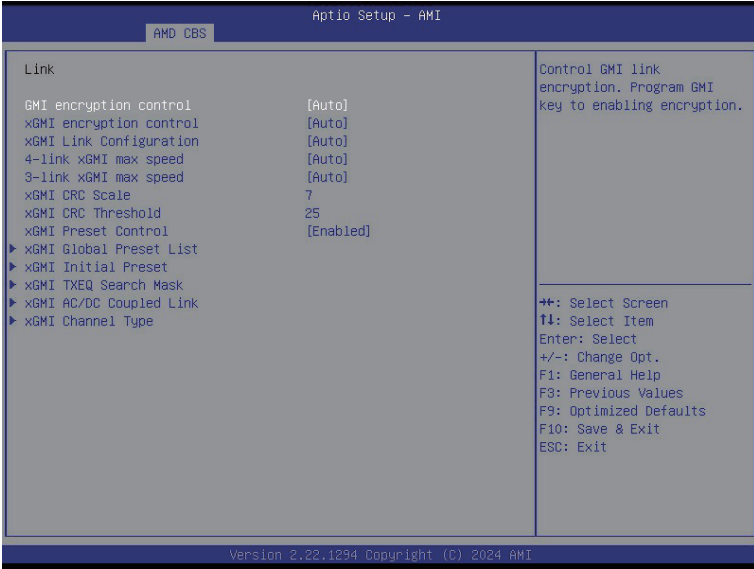 Aptio Setup – AMI
AMD CBS
Link
GMI encryption control [Auto]
xGMI encryption control [Auto]
xGMI Link Configuration [Auto]
4-link xGMI max speed [Auto]
3-link xGMI max speed [Auto]
xGMI CRC Scale 7
xGMI CRC Threshold 25
xGMI Preset Control [Enabled]
▶ xGMI Global Preset List
▶ xGMI Initial Preset
▶ xGMI TXEQ Search Mask
▶ xGMI AC/DC Coupled Link
▶ xGMI Channel Type
Control GMI link
encryption. Program GMI
key to enabling encryption.
→←: Select Screen
↑↓: Select Item
Enter: Select
+/-: Change Opt.
F1: General Help
F3: Previous Values
F9: Optimized Defaults
F10: Save & Exit
ESC: Exit
Version 2.22.1294 Copyright (C) 2024 AMI